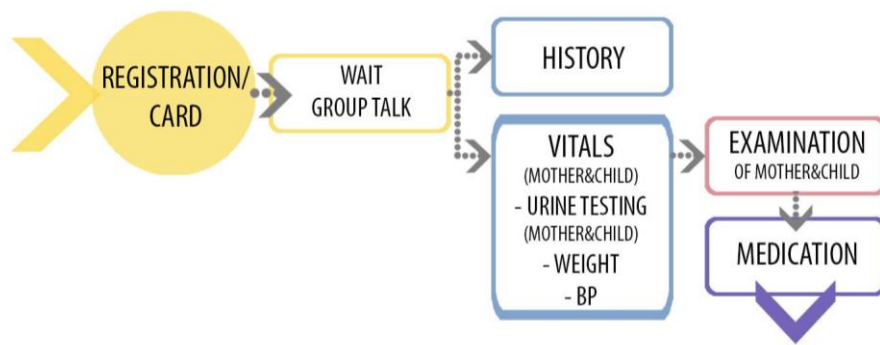 REGISTRATION/
CARD
WAIT
GROUP TALK
HISTORY
VITALS
(MOTHER&CHILD)
- URINE TESTING
(MOTHER&CHILD)
- WEIGHT
- BP
EXAMINATION
OF MOTHER&CHILD
MEDICATION